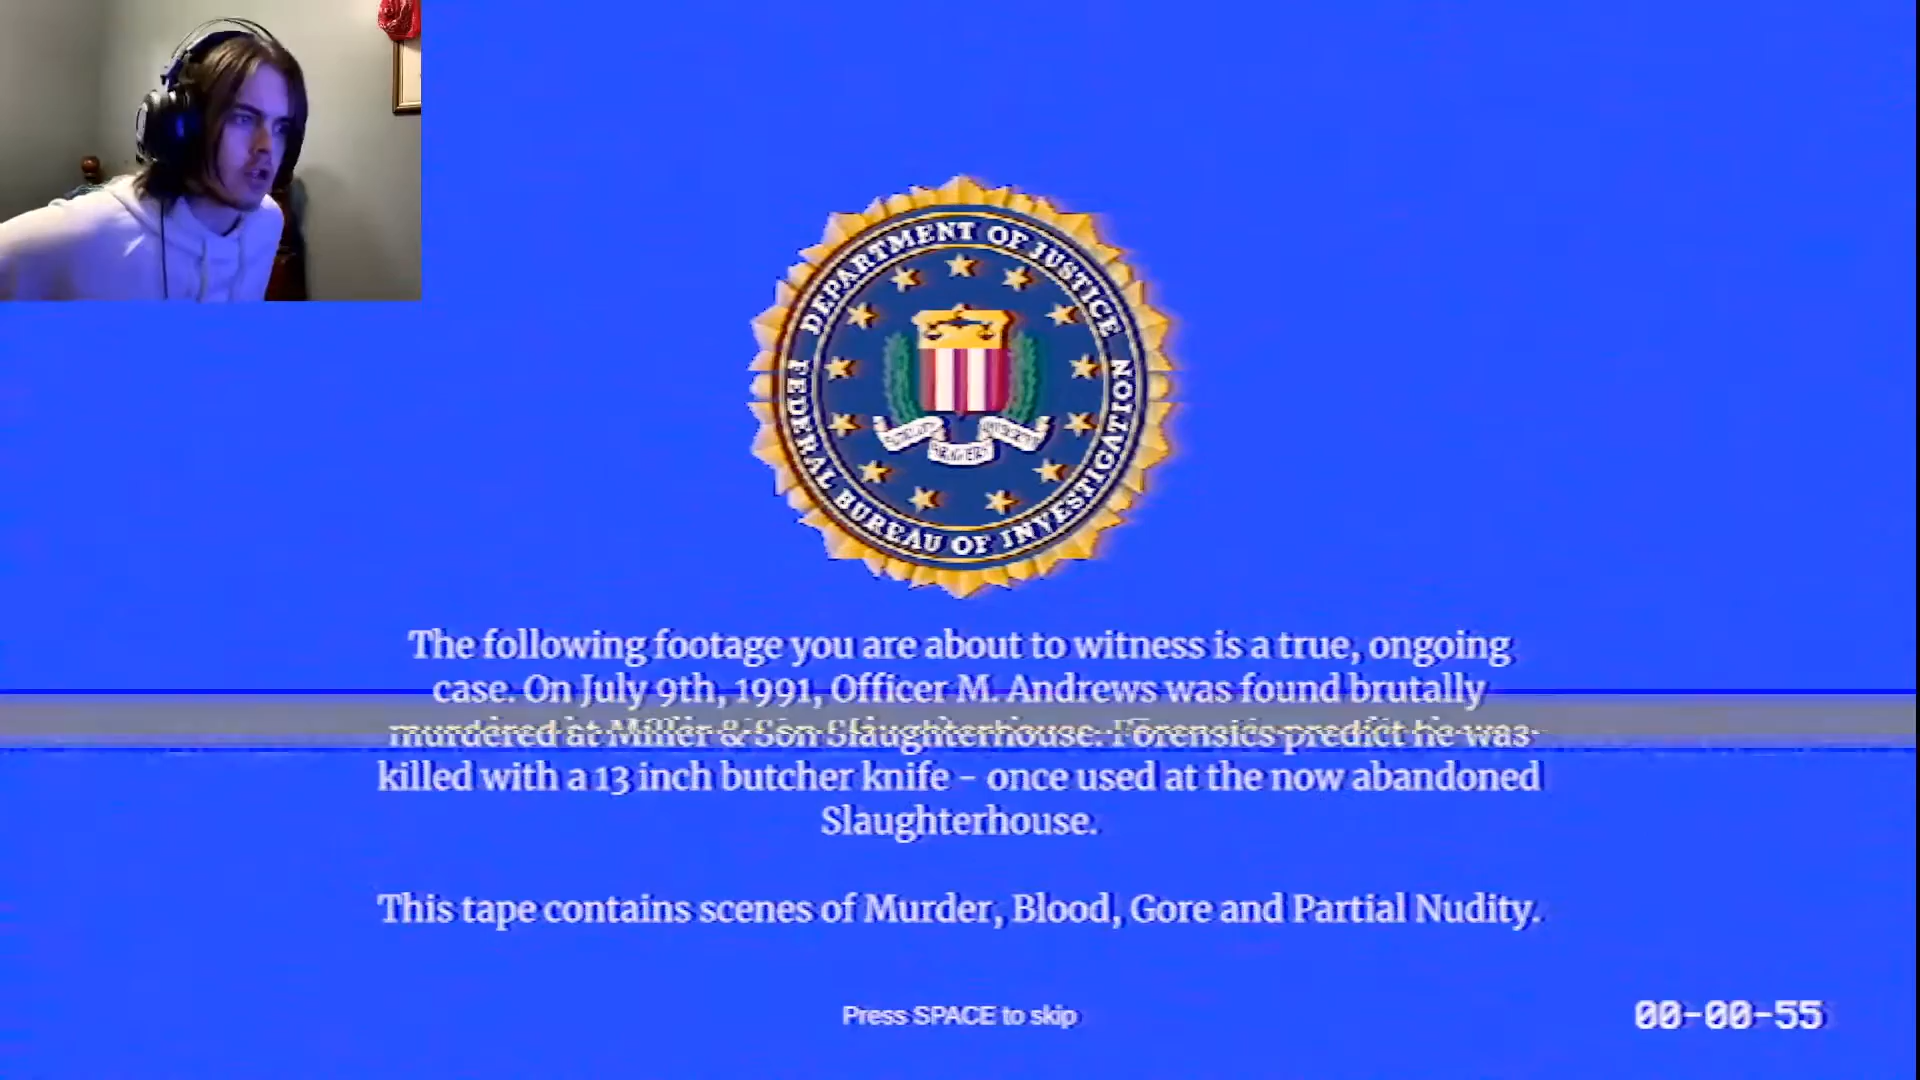 DEPARTMENT OF JUSTICE
FEDERAL BUREAU OF INVESTIGATION
The following footage you are about to witness is a true, ongoing
case. On July 9th, 1991, Officer M. Andrews was found brutally
murdered at Miller & Son Slaughterhouse. Forensics predict he was
killed with a 13 inch butcher knife - once used at the now abandoned
Slaughterhouse.
This tape contains scenes of Murder, Blood, Gore and Partial Nudity.
Press SPACE to skip
00-00-55